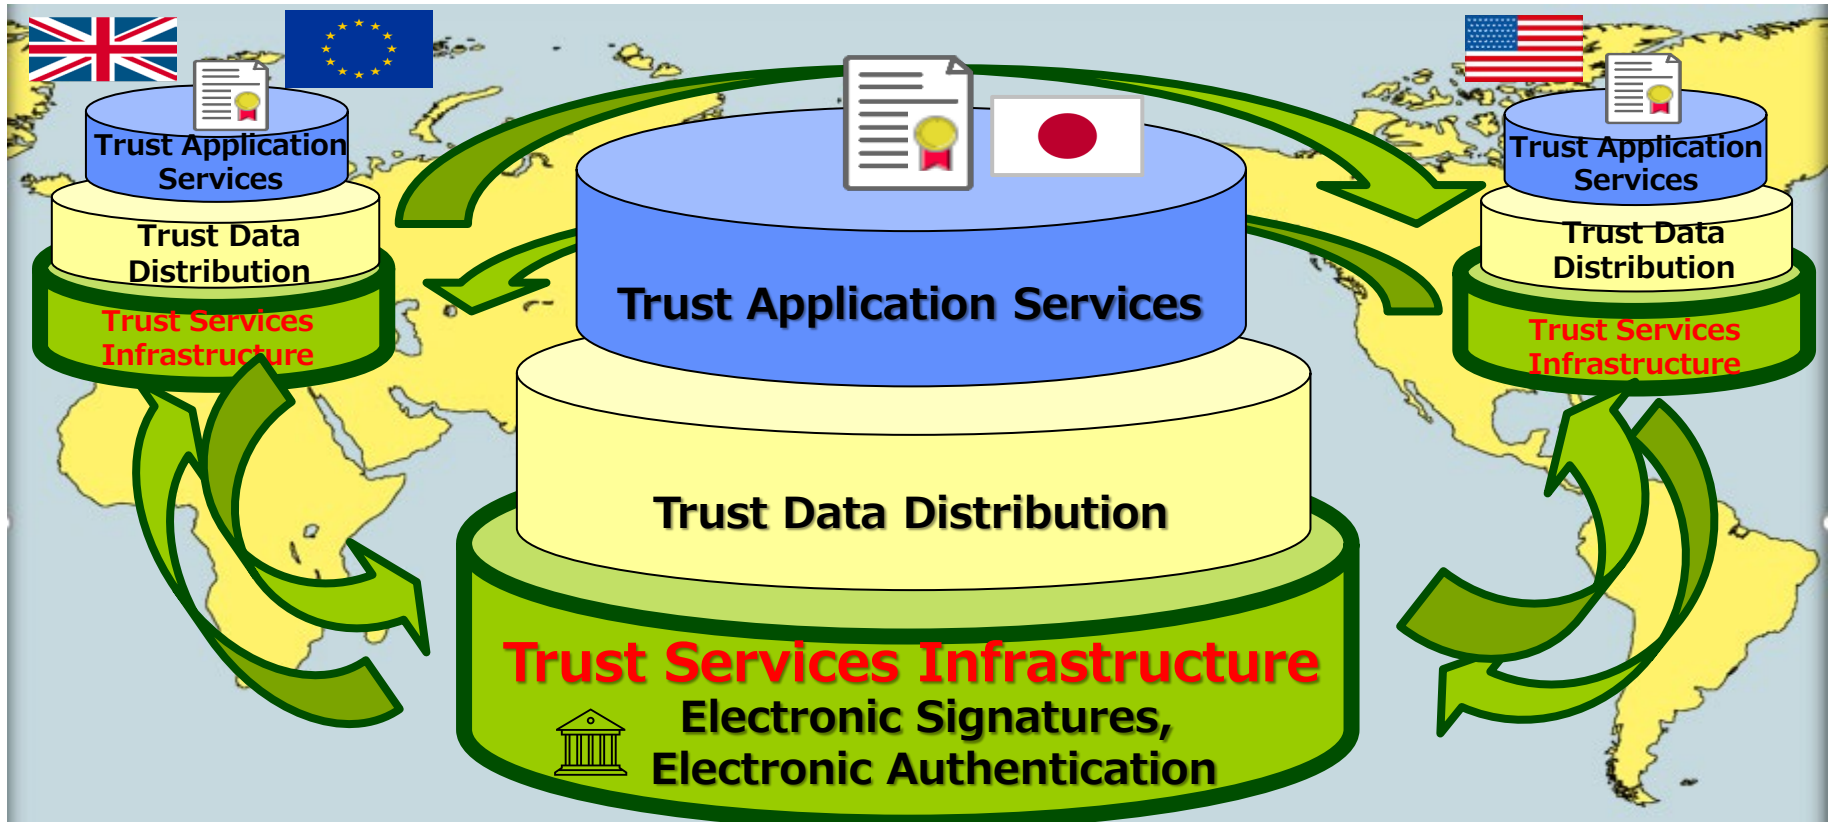 Trust Application
Services
Trust Data
Distribution
Trust Services
Infrastructure
Trust Application Services
Trust Data Distribution
Trust Services Infrastructure
Electronic Signatures,
Electronic Authentication
Trust Application
Services
Trust Data
Distribution
Trust Services
Infrastructure